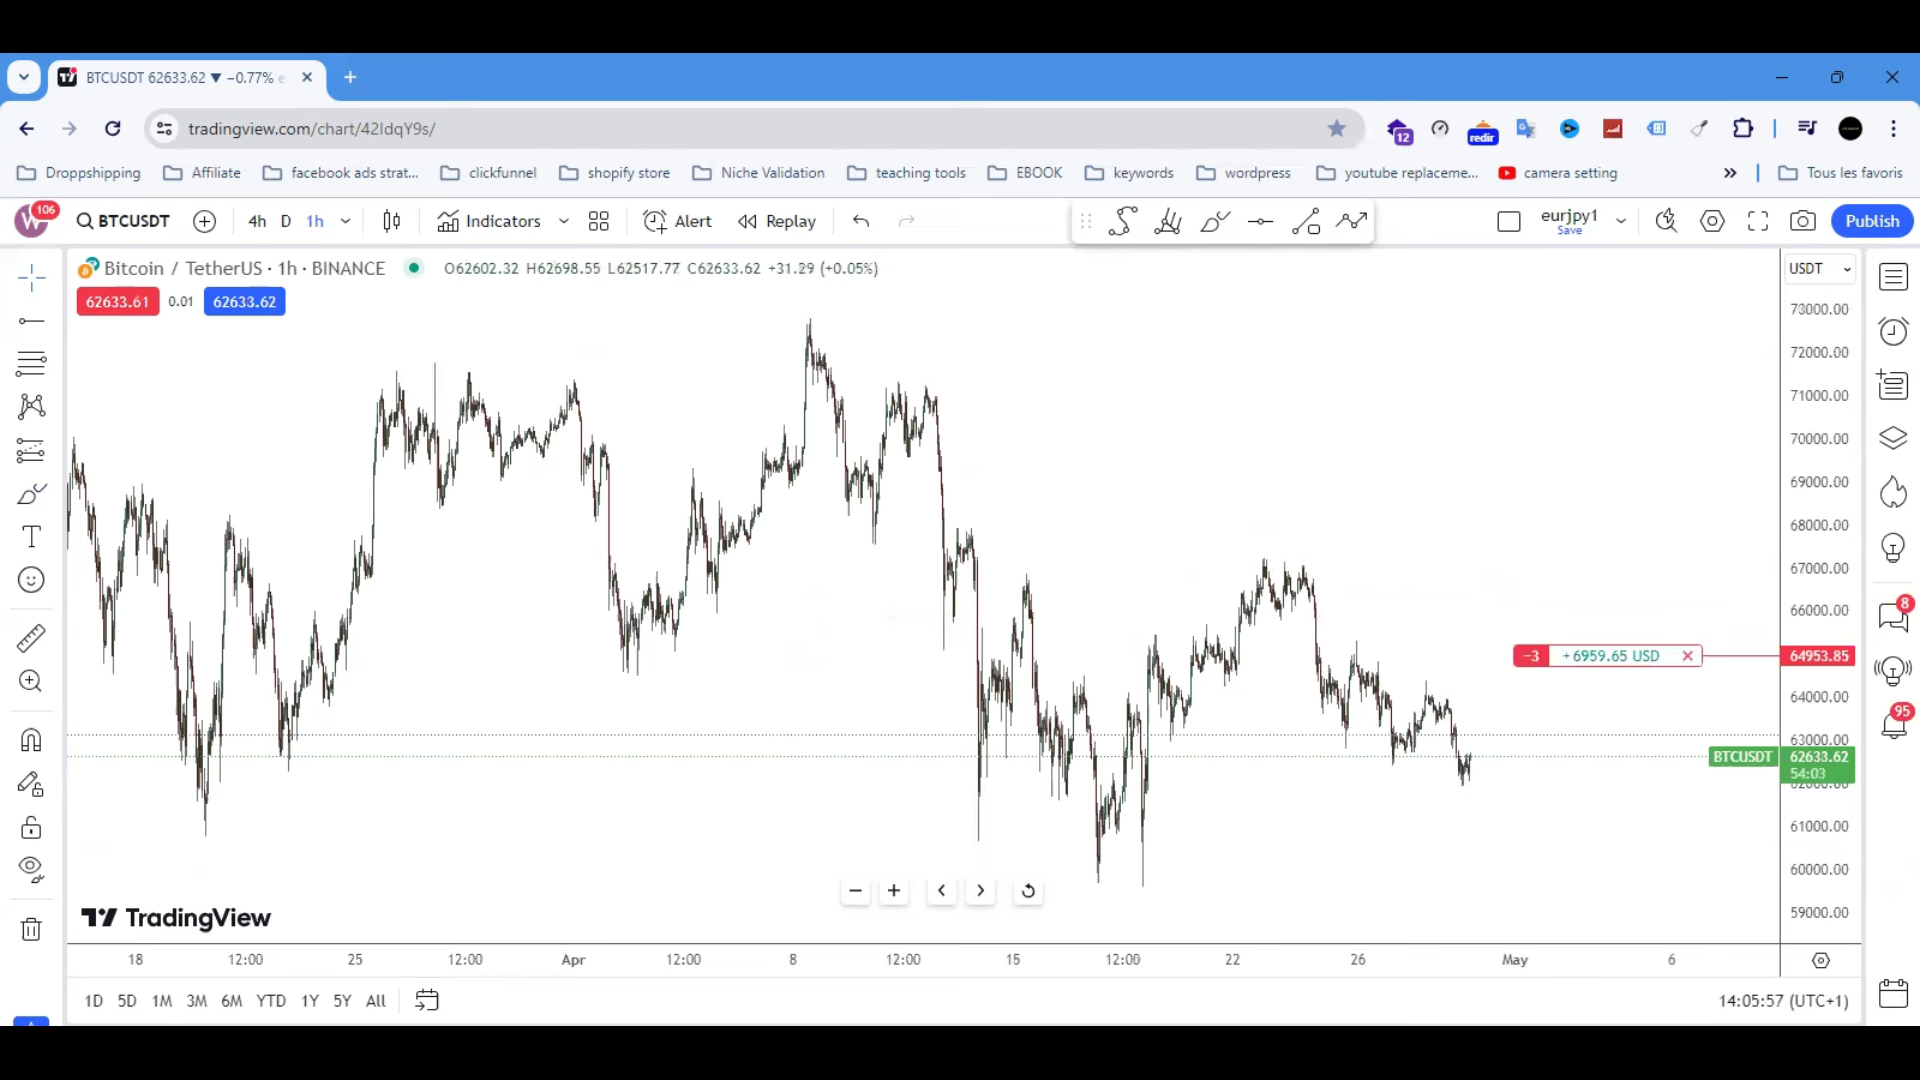 BTCUSDT 62633.62 ▼ −0.77%
tradingview.com/chart/42IdqY9s/
12
redir
Droppshipping
Affiliate
facebook ads strat...
clickfunnel
shopify store
Niche Validation
teaching tools
EBOOK
keywords
wordpress
youtube replaceme...
camera setting
»
Tous les favoris
106
BTCUSDT
4h D 1h
Indicators
Alert
Replay
eurjpy1
Save
Publish
Bitcoin / TetherUS · 1h · BINANCE
O62602.32 H62698.55 L62517.77 C62633.62 +31.29 (+0.05%)
USDT
62633.61
0.01
62633.62
73000.00
72000.00
71000.00
70000.00
69000.00
68000.00
67000.00
66000.00
−3 +6959.65 USD
64953.85
64000.00
63000.00
BTCUSDT 62633.62
54:03
62000.00
61000.00
60000.00
59000.00
8
95
TradingView
18 12:00 25 12:00 Apr 12:00 8 12:00 15 12:00 22 26 May 6
1D 5D 1M 3M 6M YTD 1Y 5Y All
14:05:57 (UTC+1)